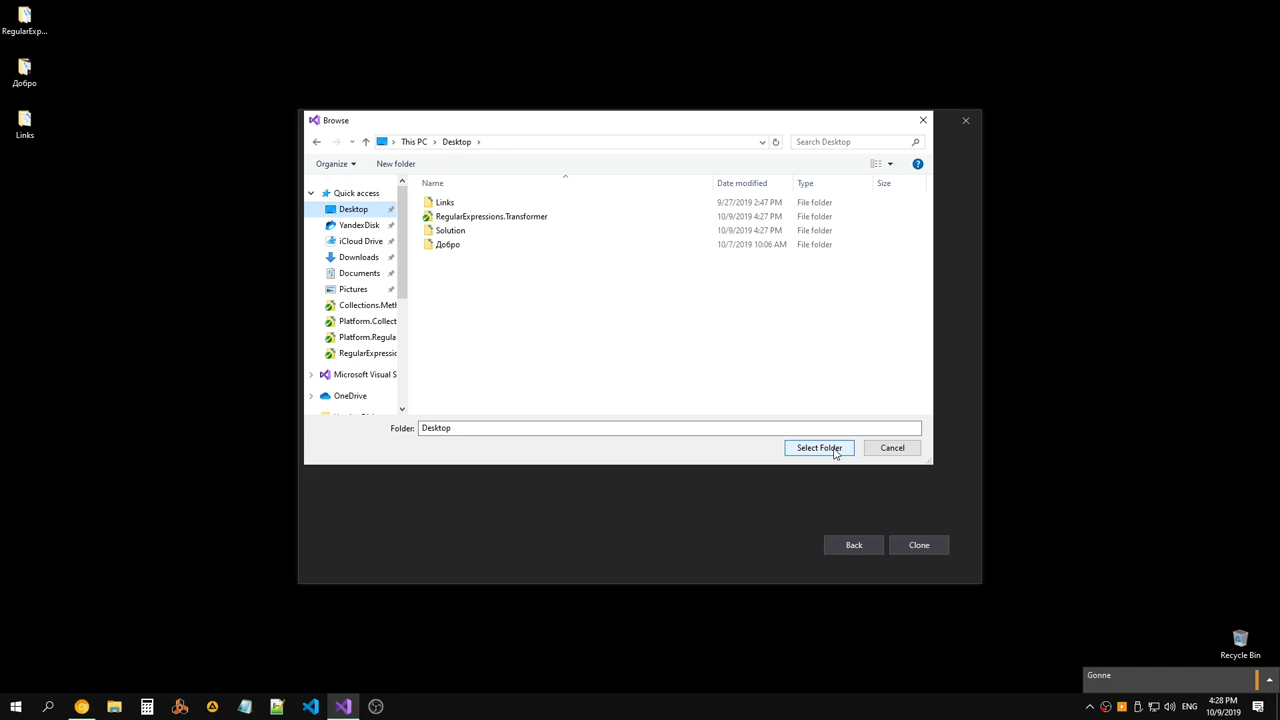 RegularExp...
Добро
Links
Browse
This PC
Desktop
Search Desktop
Organize
New folder
Name
Date modified
Type
Size
Quick access
Desktop
YandexDisk
iCloud Drive
Downloads
Documents
Pictures
Collections.Met
Platform.Collect
Platform.Regula
RegularExpressic
Microsoft Visual S
OneDrive
Links 9/27/2019 2:47 PM File folder
RegularExpressions.Transformer 10/9/2019 4:27 PM File folder
Solution 10/9/2019 4:27 PM File folder
Добро 10/7/2019 10:06 AM File folder
Folder: Desktop
Select Folder
Cancel
Back
Clone
Recycle Bin
Gonne
ENG
4:28 PM
10/9/2019